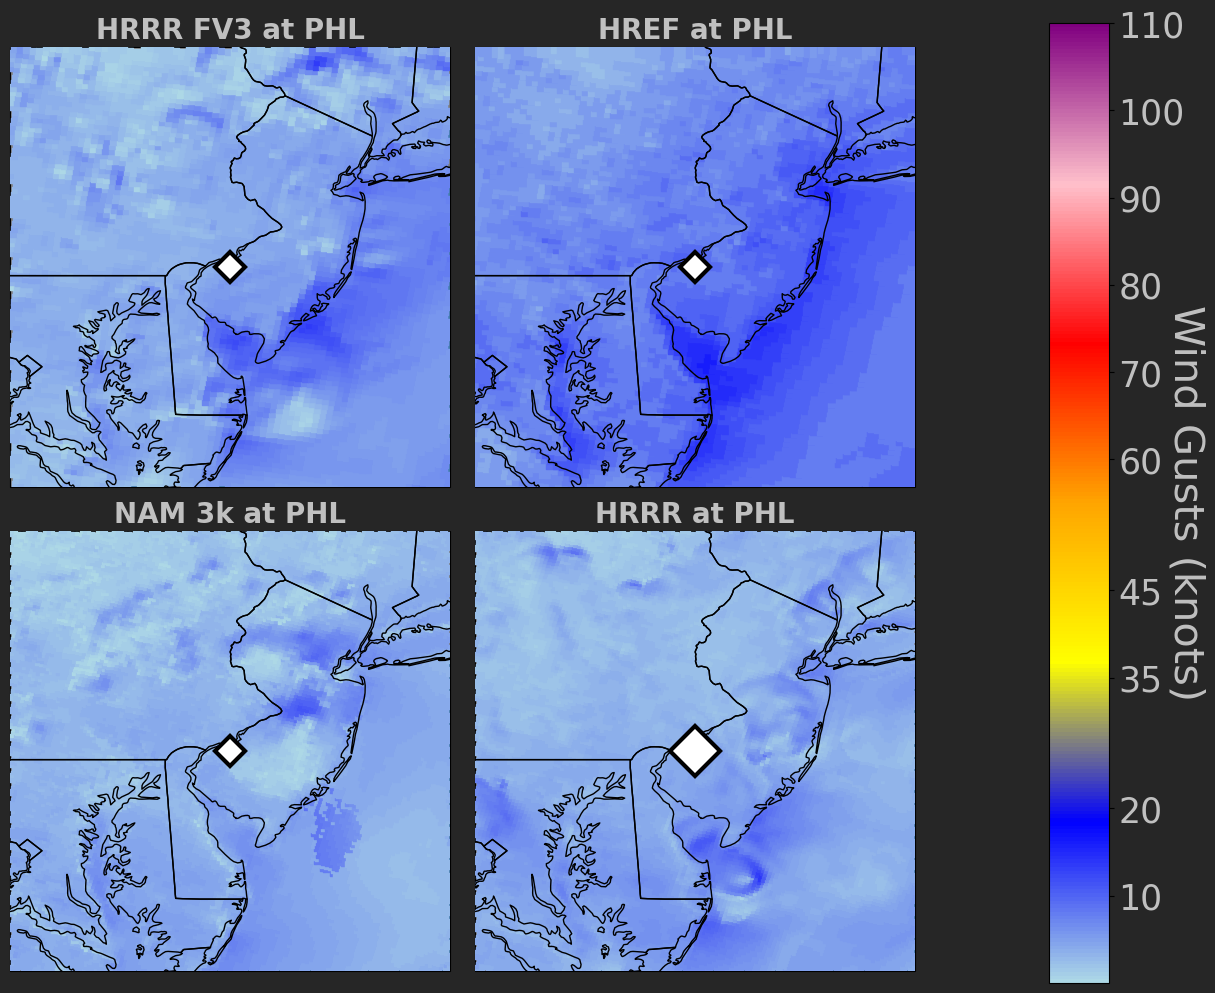 HRRR FV3 at PHL
HREF at PHL
NAM 3k at PHL
HRRR at PHL
110
100
90
80
70
60
45
35
20
10
Wind Gusts (knots)